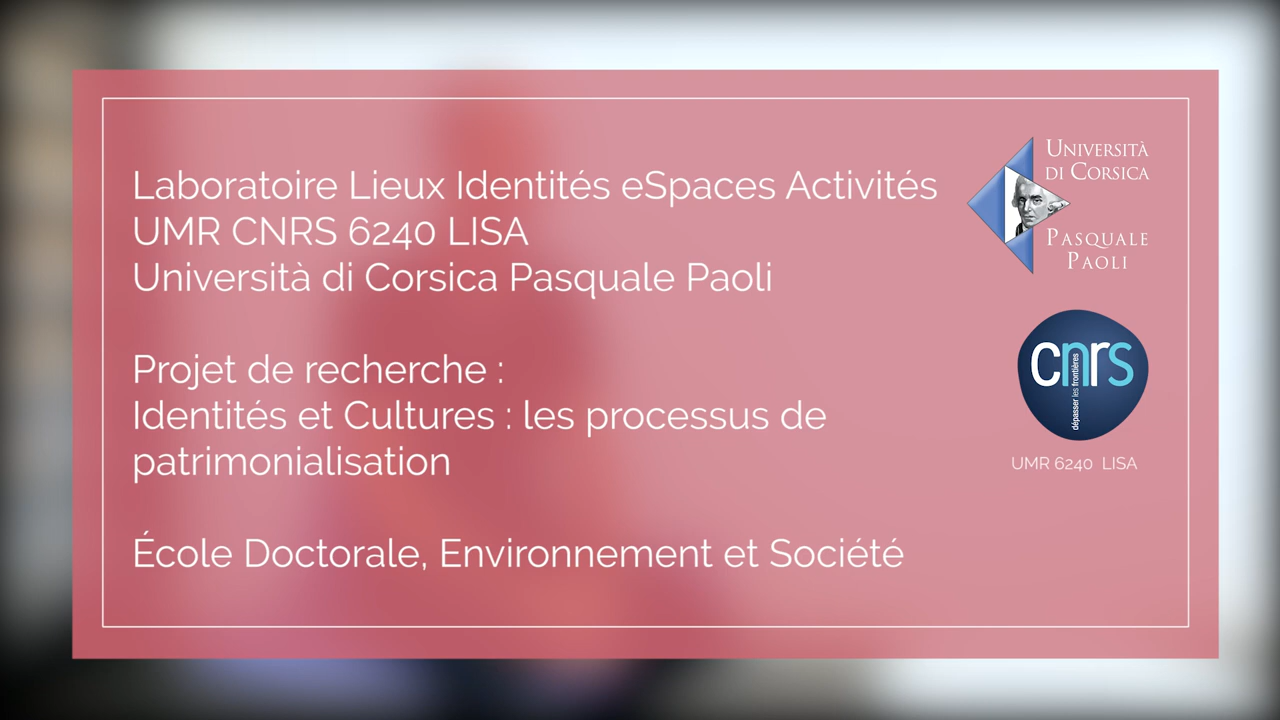 Laboratoire Lieux Identités eSpaces Activités
UMR CNRS 6240 LISA
Università di Corsica Pasquale Paoli
Projet de recherche :
Identités et Cultures : les processus de
patrimonialisation
École Doctorale, Environnement et Société
Università
di Corsica
Pasquale
Paoli
cnrs
dépasser les frontières
UMR 6240 LISA